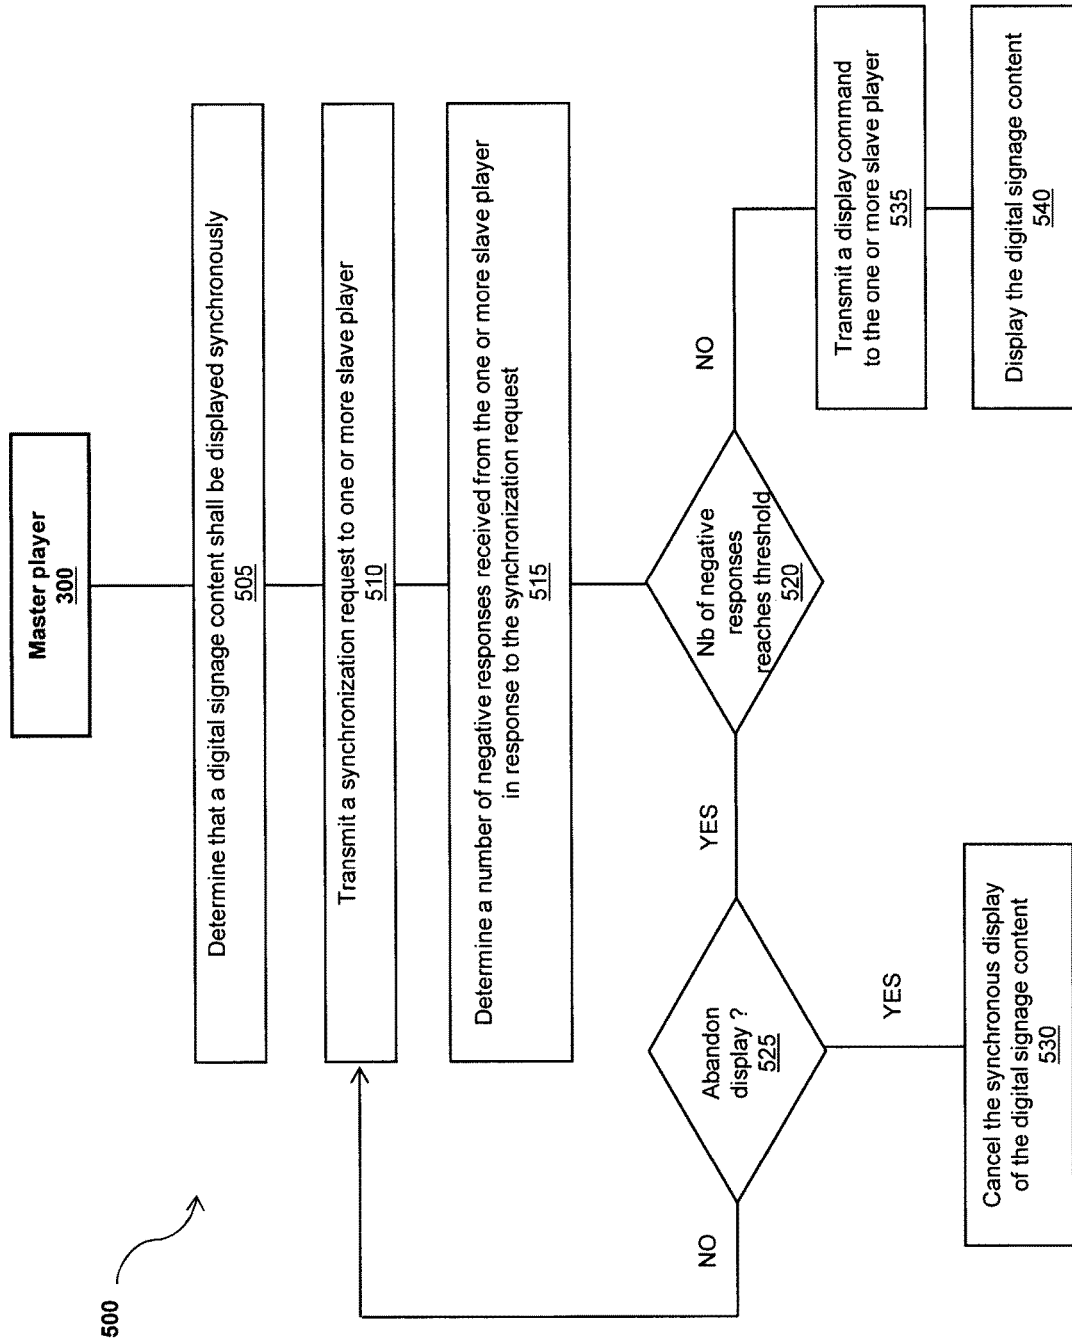 500
Master player
300
Determine that a digital signage content shall be displayed synchronously
505
Transmit a synchronization request to one or more slave player
510
Determine a number of negative responses received from the one or more slave player
in response to the synchronization request
515
Nb of negative
responses
reaches threshold
520
YES
NO
Abandon
display ?
525
NO
YES
Cancel the synchronous display
of the digital signage content
530
Transmit a display command
to the one or more slave player
535
Display the digital signage content
540